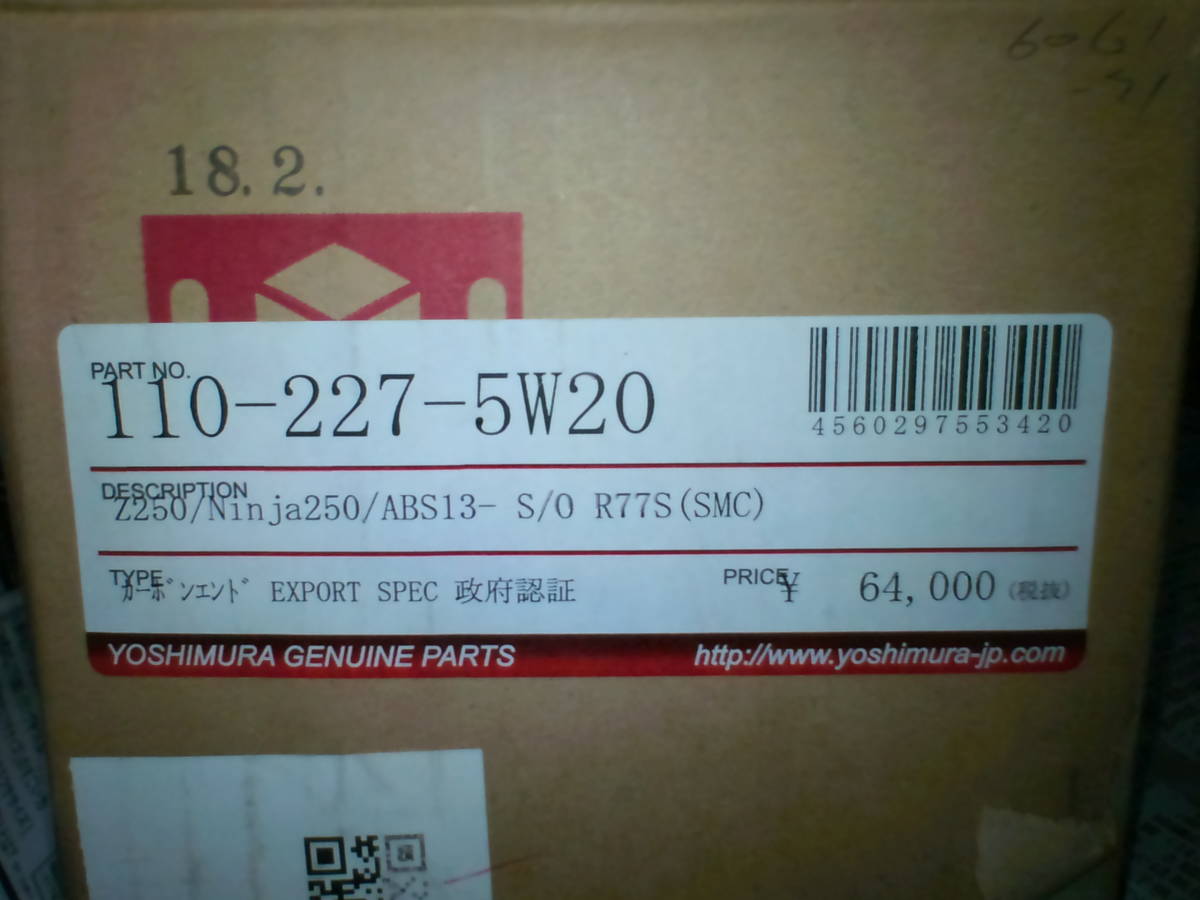 18.2.
PART NO.
110-227-5W20
4560297553420
DESCRIPTION
Z250/Ninja250/ABS13- S/O R77S(SMC)
TYPE
カーボンエンド EXPORT SPEC 政府認証
PRICE ¥ 64,000 (税抜)
YOSHIMURA GENUINE PARTS
http://www.yoshimura-jp.com